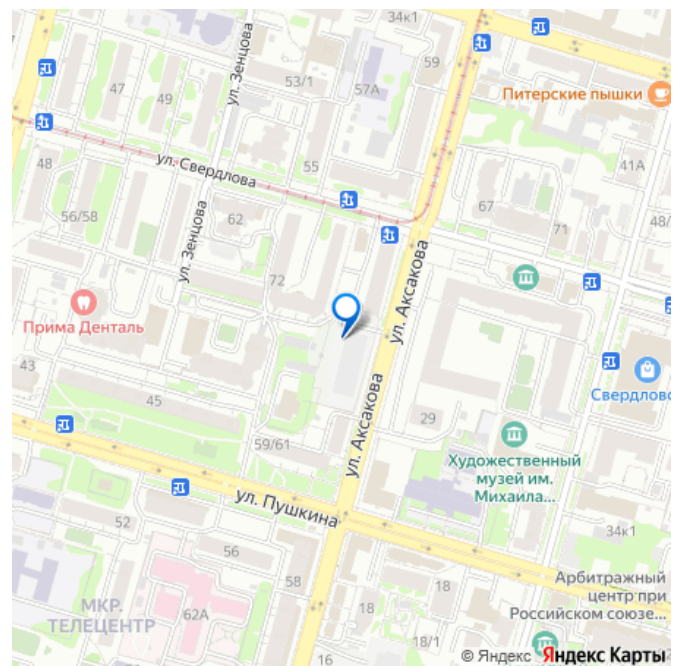 34к1
59
ул. Зенцова
47
49
53/1
57А
Питерские пышки
48
55
ул. Свердлова
41А
56/58
62
67
48/
71
ул. Зенцова
72
ул. Аксакова
Прима Денталь
43
45
Свердловс
ул. Аксакова
29
59/61
Художественный
музей им.
Михаила...
ул. Пушкина
52
34к1
56
58
Арбитражный
центр при
Российском союзе...
МКР.
ТЕЛЕЦЕНТР
62А
18
18
18/1
16
© Яндекс Яндекс Карты